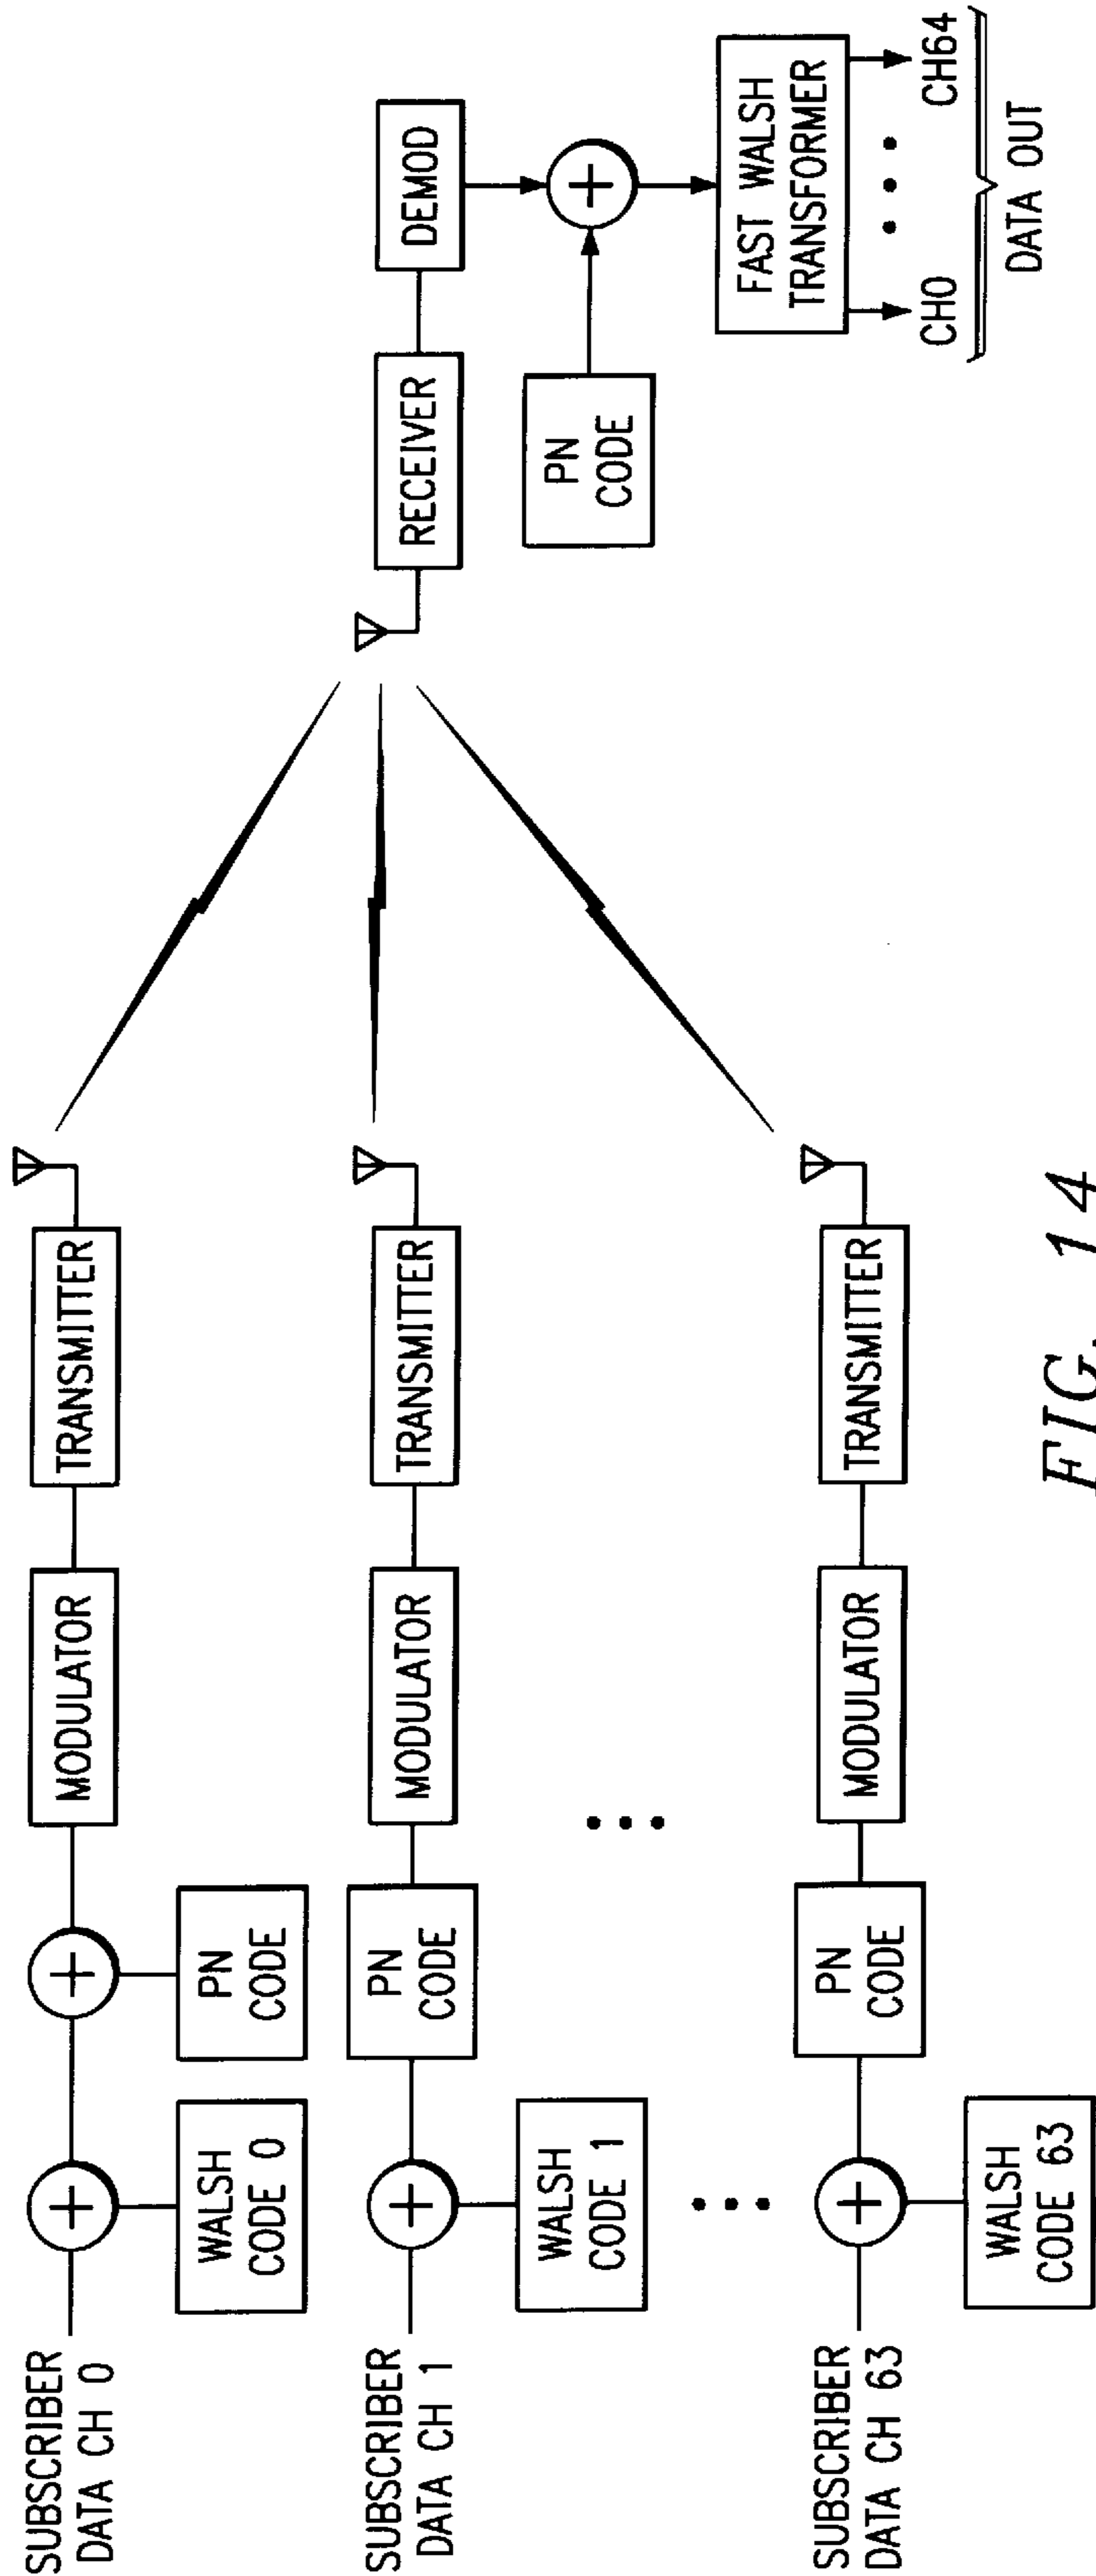 SUBSCRIBER
DATA CH 0
WALSH
CODE 0
PN
CODE
MODULATOR
TRANSMITTER
SUBSCRIBER
DATA CH 1
WALSH
CODE 1
PN
CODE
MODULATOR
TRANSMITTER
SUBSCRIBER
DATA CH 63
WALSH
CODE 63
PN
CODE
MODULATOR
TRANSMITTER
RECEIVER
DEMOD
PN
CODE
FAST WALSH
TRANSFORMER
CH0
CH64
DATA OUT
FIG. 14